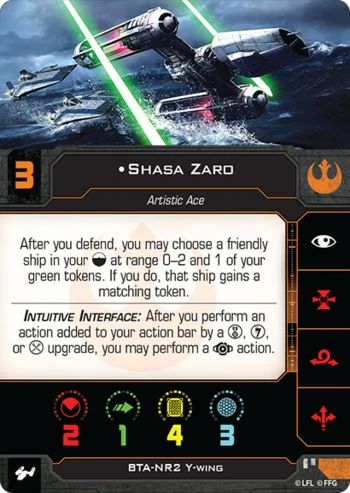 3
•Shasa Zaro
Artistic Ace
After you defend, you may choose a friendly
ship in your at range 0–2 and 1 of your
green tokens. If you do, that ship gains a
matching token.
Intuitive Interface: After you perform an
action added to your action bar by a , ,
or upgrade, you may perform a action.
2 1 4 3
BTA-NR2 Y-wing
©LFL ©FFG